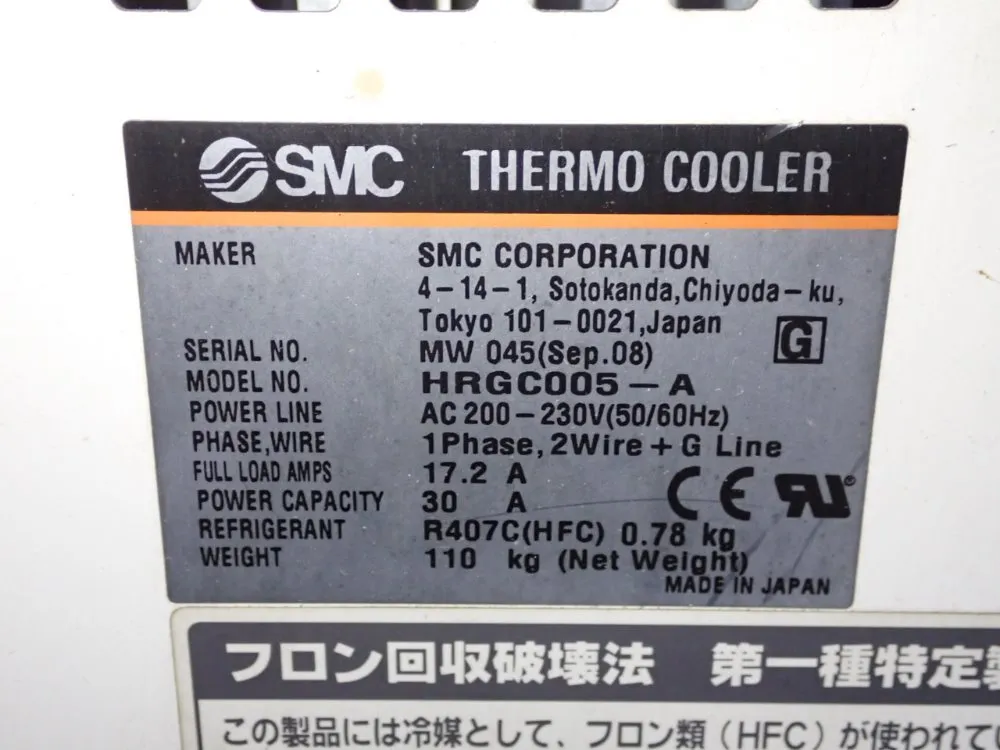 SMC THERMO COOLER
MAKER SMC CORPORATION
4-14-1, Sotokanda,Chiyoda-ku,
Tokyo 101-0021,Japan G
SERIAL NO. MW 045(Sep.08)
MODEL NO. HRGC005-A
POWER LINE AC 200-230V(50/60Hz)
PHASE,WIRE 1Phase, 2Wire + G Line
FULL LOAD AMPS 17.2 A
POWER CAPACITY 30 A CE RU®
REFRIGERANT R407C(HFC) 0.78 kg
WEIGHT 110 kg (Net Weight)
MADE IN JAPAN
フロン回収破壊法 第一種特定製
この製品には冷媒として、フロン類(HFC)が使われてい